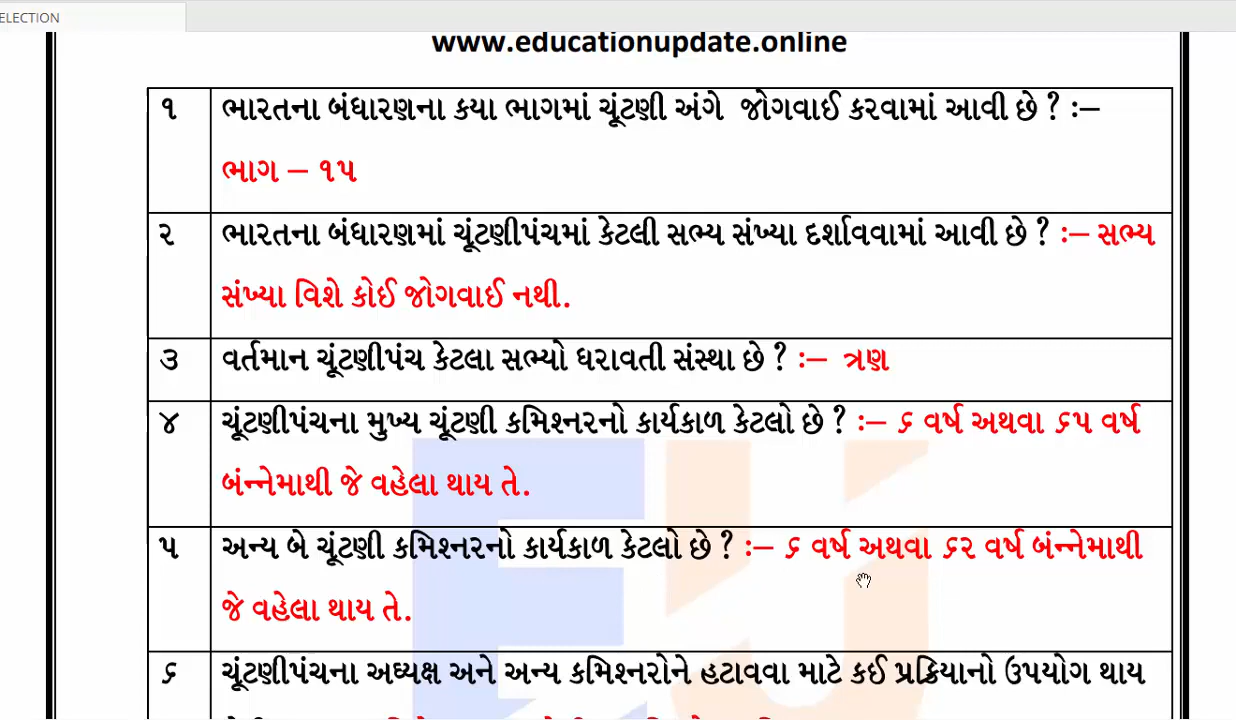 ELECTION
www.educationupdate.online
૧ ભારતના બંધારણના કયા ભાગમાં ચૂંટણી અંગે જોગવાઈ કરવામાં આવી છે ? :–
ભાગ – ૧૫
૨ ભારતના બંધારણમાં ચૂંટણીપંચમાં કેટલી સભ્ય સંખ્યા દર્શાવવામાં આવી છે ? :– સભ્ય
સંખ્યા વિશે કોઈ જોગવાઈ નથી.
૩ વર્તમાન ચૂંટણીપંચ કેટલા સભ્યો ધરાવતી સંસ્થા છે ? :– ત્રણ
૪ ચૂંટણીપંચના મુખ્ય ચૂંટણી કમિશ્નરનો કાર્યકાળ કેટલો છે ? :– ૬ વર્ષ અથવા ૬૫ વર્ષ
બંન્નેમાથી જે વહેલા થાય તે.
૫ અન્ય બે ચૂંટણી કમિશ્નરનો કાર્યકાળ કેટલો છે ? :– ૬ વર્ષ અથવા ૬૨ વર્ષ બંન્નેમાથી
જે વહેલા થાય તે.
૬ ચૂંટણીપંચના અઘ્યક્ષ અને અન્ય કમિશ્નરોને હટાવવા માટે કઈ પ્રક્રિયાનો ઉપયોગ થાય